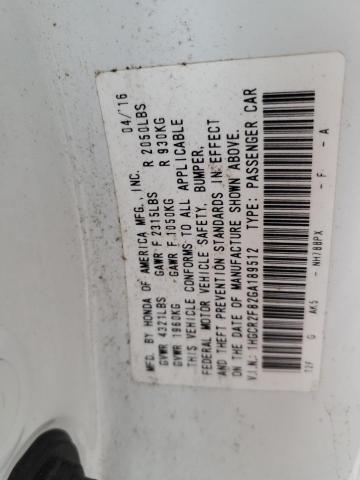 MFD. BY HONDA OF AMERICA MFG., INC. 04/16
GVWR 4321LBS GAWR F 2315LBS R 2050LBS
GVWR 1960KG GAWR F 1050KG R 930KG
THIS VEHICLE CONFORMS TO ALL APPLICABLE
FEDERAL MOTOR VEHICLE SAFETY, BUMPER,
AND THEFT PREVENTION STANDARDS IN EFFECT
ON THE DATE OF MANUFACTURE SHOWN ABOVE.
V.I.N.: 1HGCR2F82GA189512 TYPE: PASSENGER CAR
T2F G AK5 - NH788PX - F - A